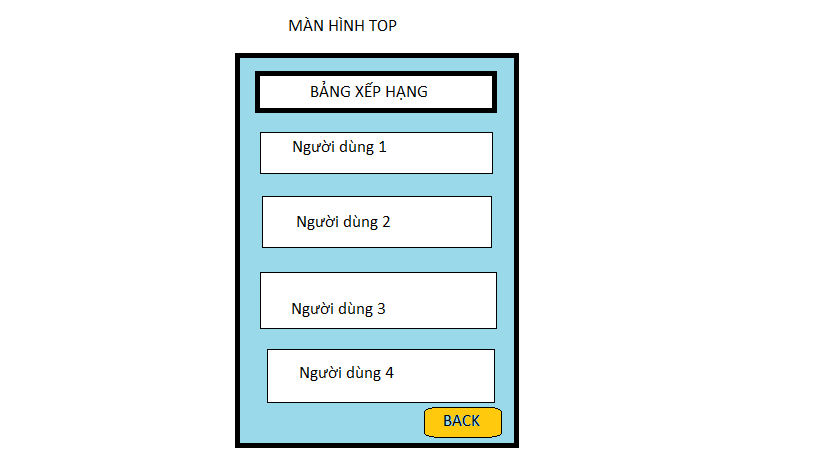 MÀN HÌNH TOP
BẢNG XẾP HẠNG
Người dùng 1
Người dùng 2
Người dùng 3
Người dùng 4
BACK